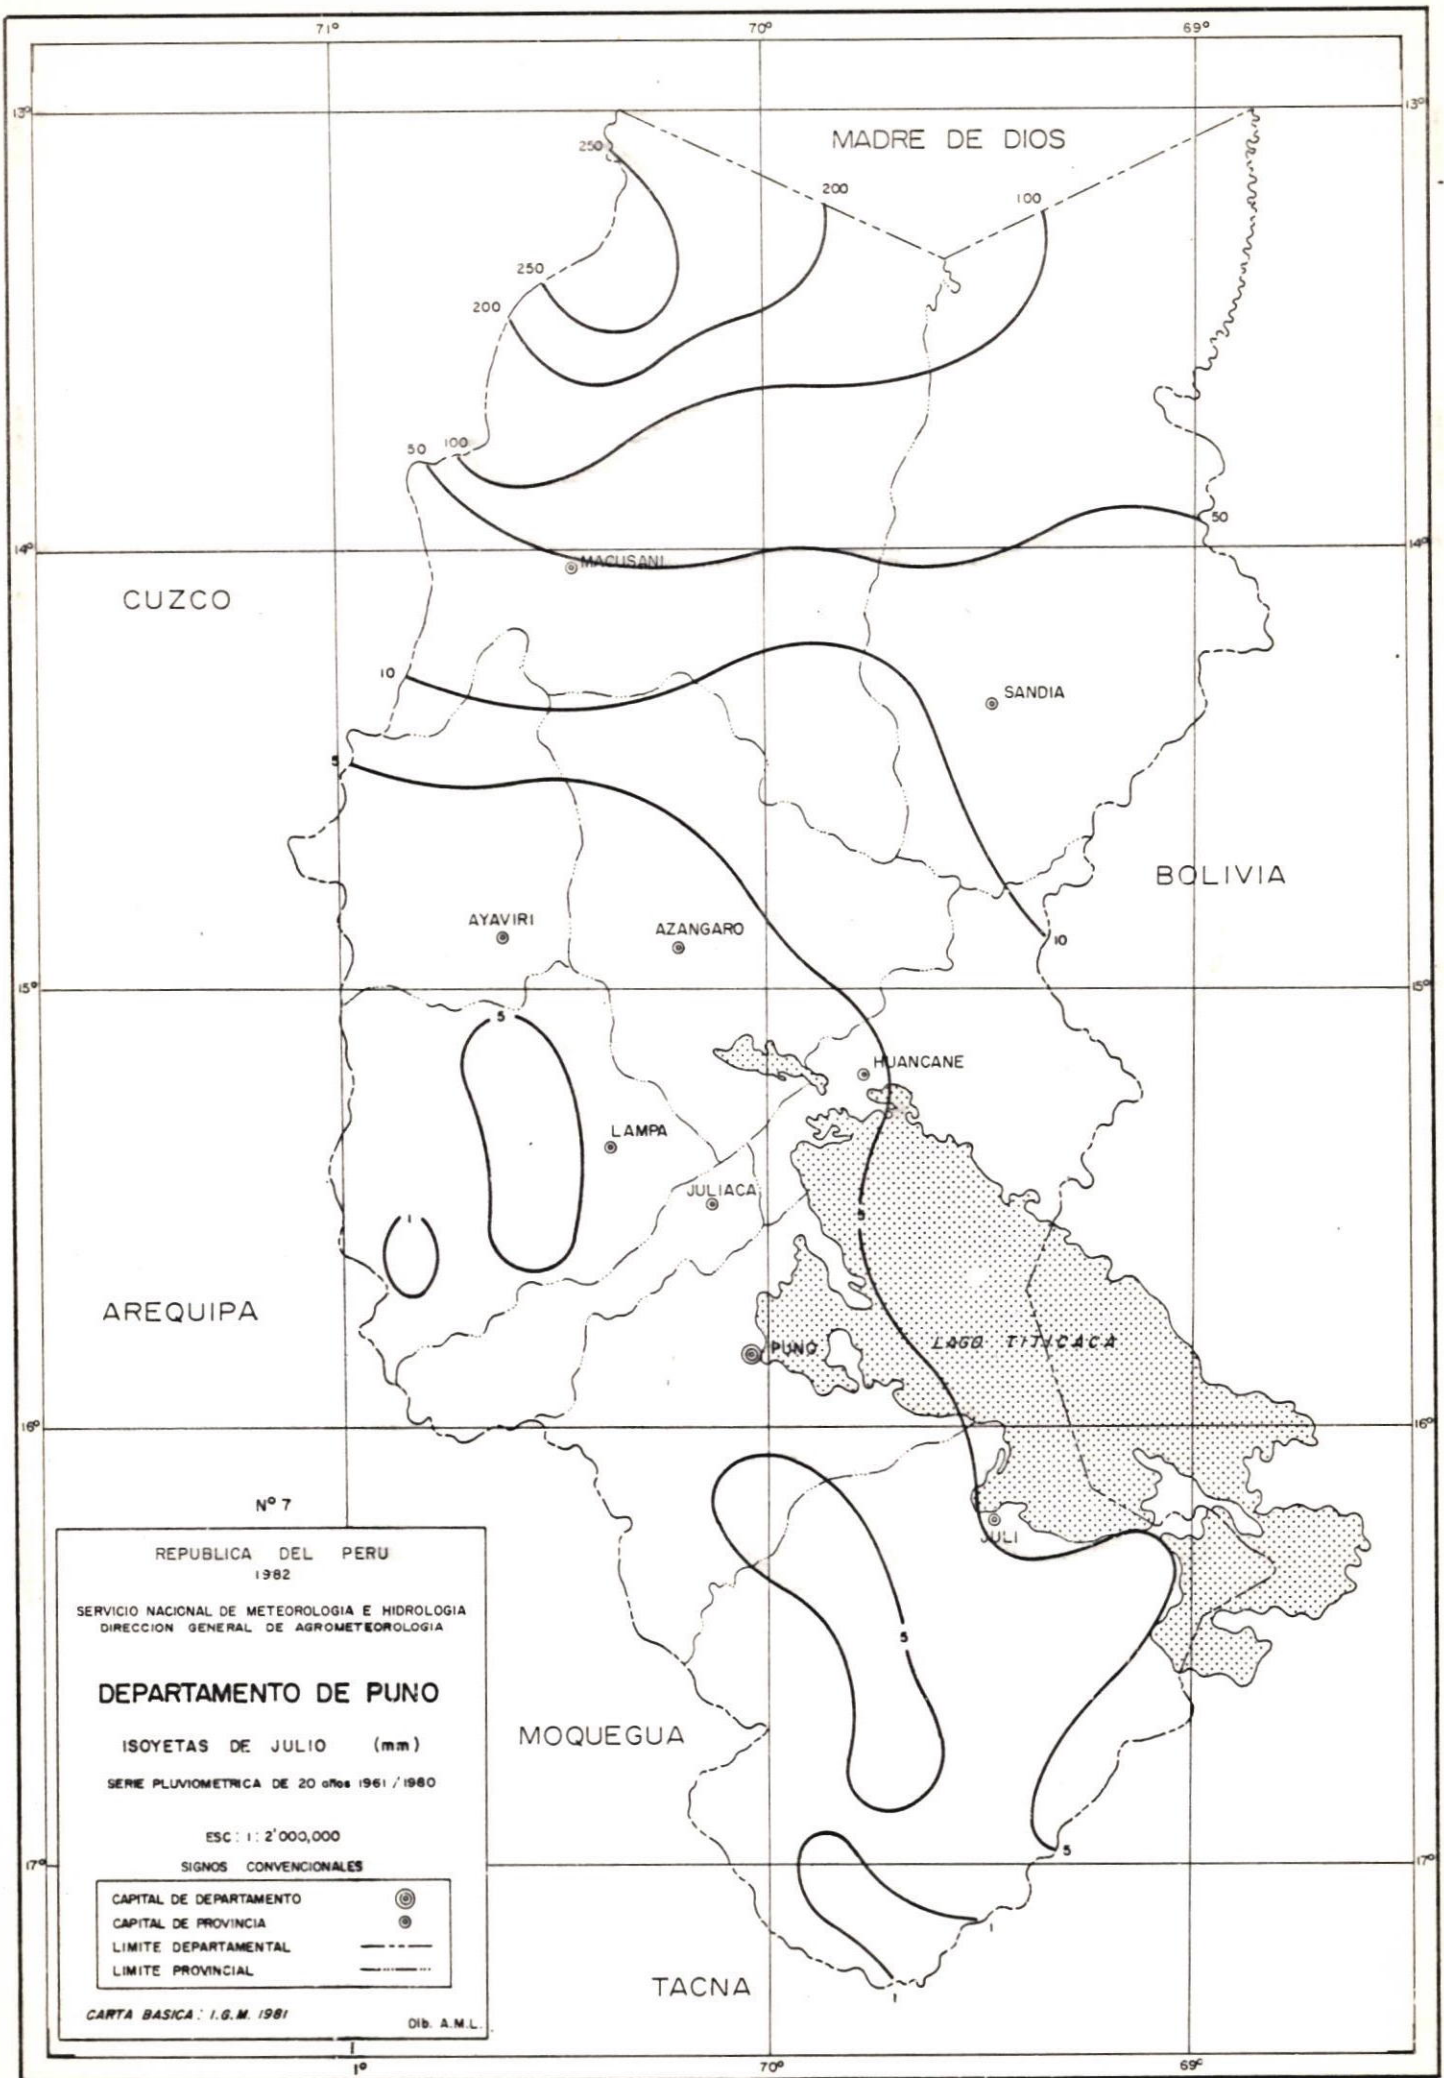 71°
70°
69°
13°
13°
MADRE DE DIOS
250
200
100
250
200
50
100
50
14°
14°
MACUSANI
CUZCO
10
SANDIA
5
BOLIVIA
AYAVIRI
AZANGARO
10
15°
15°
5
HUANCANE
LAMPA
JULIACA
5
1
AREQUIPA
LAGO TITICACA
PUNO
16°
16°
Nº 7
JULI
REPUBLICA DEL PERU
1982
SERVICIO NACIONAL DE METEOROLOGIA E HIDROLOGIA
DIRECCION GENERAL DE AGROMETEOROLOGIA
5
DEPARTAMENTO DE PUNO
MOQUEGUA
ISOYETAS DE JULIO (mm)
SERIE PLUVIOMETRICA DE 20 años 1961 / 1980
ESC: 1: 2'000,000
5
17°
17°
SIGNOS CONVENCIONALES
CAPITAL DE DEPARTAMENTO
CAPITAL DE PROVINCIA
LIMITE DEPARTAMENTAL
LIMITE PROVINCIAL
1
TACNA
1
CARTA BASICA: I.G.M. 1981
Dib. A.M.L.
1°
70°
69°